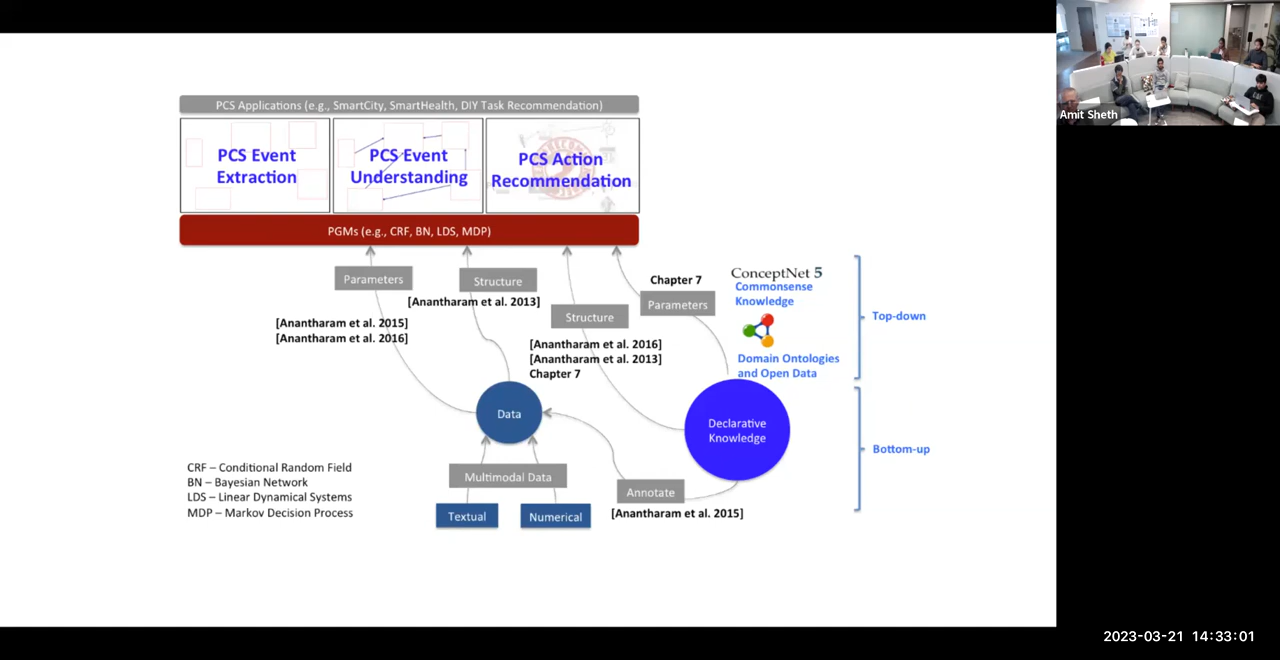 PCS Applications (e.g., SmartCity, SmartHealth, DIY Task Recommendation)
PCS Event
Extraction
PCS Event
Understanding
PCS Action
Recommendation
PGMs (e.g., CRF, BN, LDS, MDP)
Parameters
Structure
[Anantharam et al. 2013]
[Anantharam et al. 2015]
[Anantharam et al. 2016]
Structure
[Anantharam et al. 2016]
[Anantharam et al. 2013]
Chapter 7
Chapter 7
Parameters
ConceptNet 5
Commonsense
Knowledge
Domain Ontologies
and Open Data
Top-down
Data
Declarative
Knowledge
Bottom-up
Multimodal Data
Textual
Numerical
Annotate
[Anantharam et al. 2015]
CRF – Conditional Random Field
BN – Bayesian Network
LDS – Linear Dynamical Systems
MDP – Markov Decision Process
Amit Sheth
2023-03-21 14:33:01